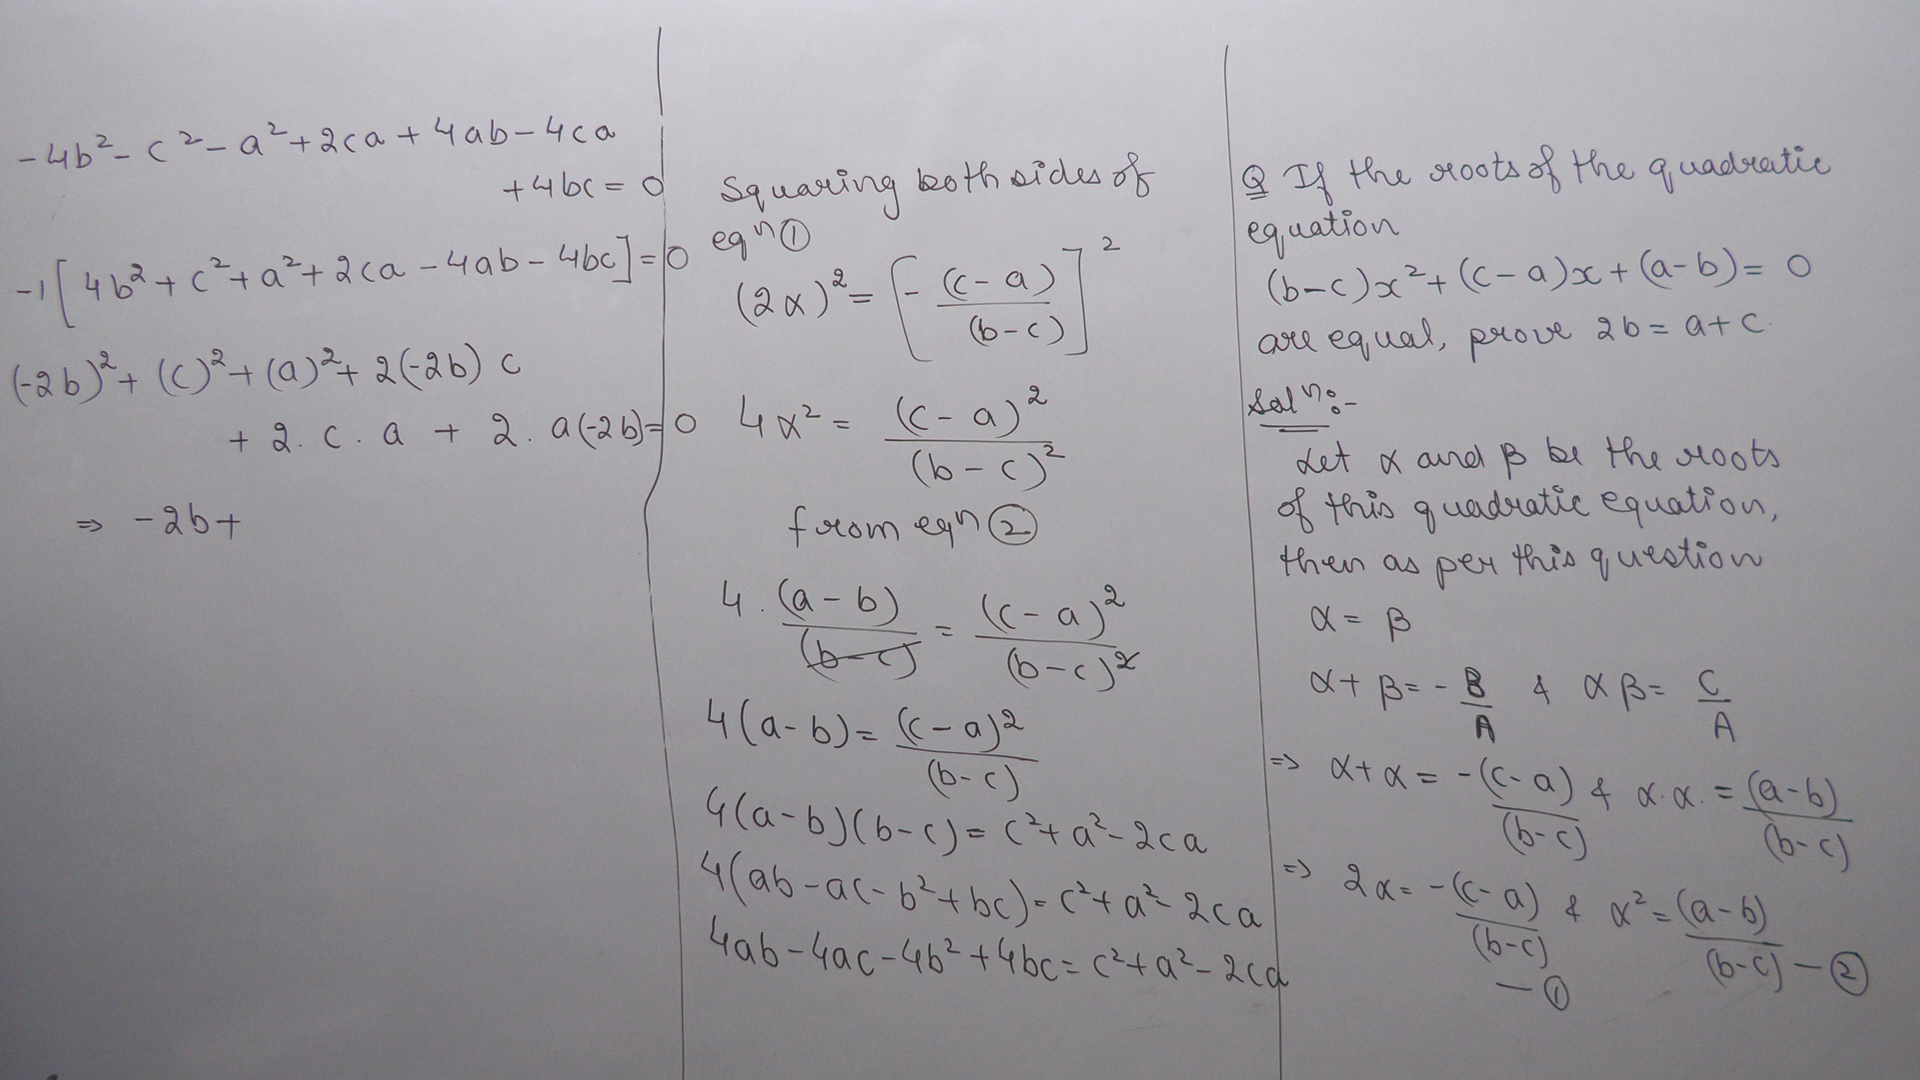 Q If the roots of the quadratic
equation
(b-c)x²+(c-a)x+(a-b)=0
are equal, prove 2b=a+c.
Solⁿ:-
Let α and β be the roots
of this quadratic equation,
then as per this question
α=β
α+β=-B/A & αβ=C/A
⇒ α+α=-(c-a)/(b-c) & α.α.=(a-b)/(b-c)
⇒ 2α=-(c-a)/(b-c) -① & α²=(a-b)/(b-c) -②
Squaring both sides of
eqⁿ①
(2α)²=[-(c-a)/(b-c)]²
4α²=(c-a)²/(b-c)²
from eqⁿ②
4.(a-b)/(b-c)=(c-a)²/(b-c)²
4(a-b)=(c-a)²/(b-c)
4(a-b)(b-c)=c²+a²-2ca
4(ab-ac-b²+bc)=c²+a²-2ca
4ab-4ac-4b²+4bc=c²+a²-2ca
-4b²-c²-a²+2ca+4ab-4ca
+4bc=0
-1[4b²+c²+a²+2ca-4ab-4bc]=0
(-2b)²+(c)²+(a)²+2(-2b)c
+2.c.a+2.a(-2b)=0
⇒ -2b+